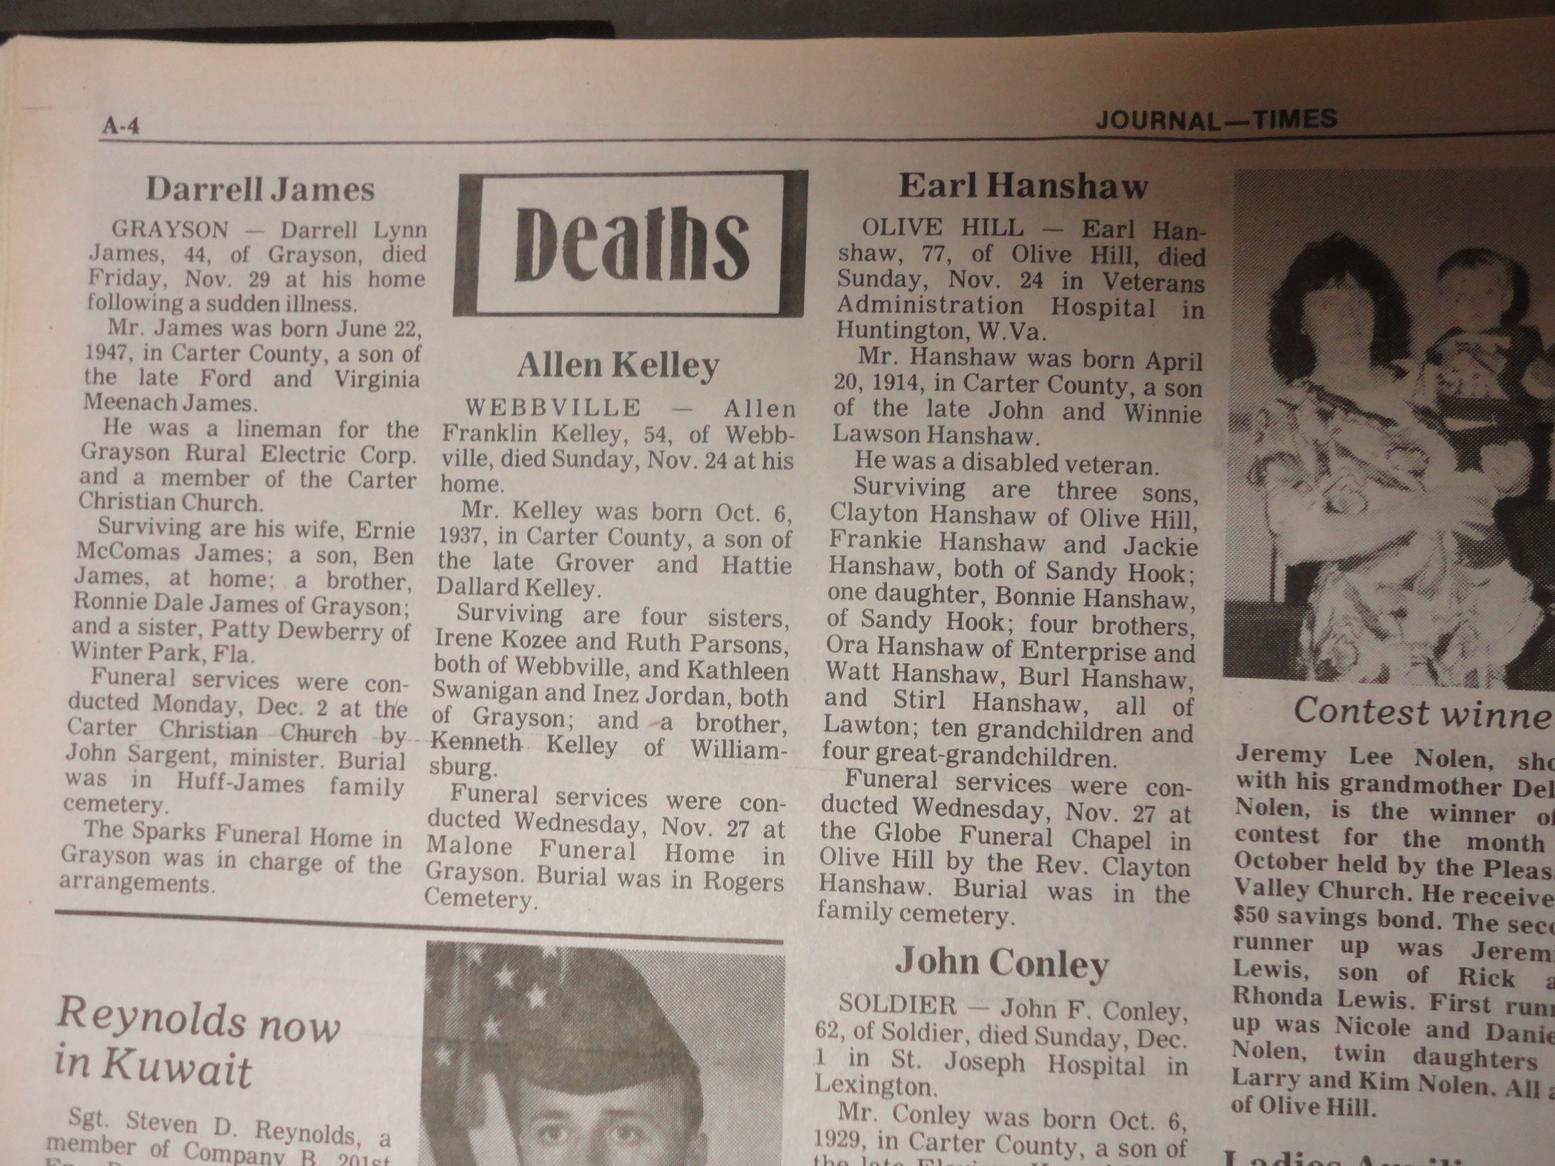 A-4
JOURNAL—TIMES
Darrell James
GRAYSON — Darrell Lynn
James, 44, of Grayson, died
Friday, Nov. 29 at his home
following a sudden illness.
Mr. James was born June 22,
1947, in Carter County, a son of
the late Ford and Virginia
Meenach James.
He was a lineman for the
Grayson Rural Electric Corp.
and a member of the Carter
Christian Church.
Surviving are his wife, Ernie
McComas James; a son, Ben
James, at home; a brother,
Ronnie Dale James of Grayson;
and a sister, Patty Dewberry of
Winter Park, Fla.
Funeral services were con-
ducted Monday, Dec. 2 at the
Carter Christian Church by
John Sargent, minister. Burial
was in Huff-James family
cemetery.
The Sparks Funeral Home in
Grayson was in charge of the
arrangements.
Reynolds now
in Kuwait
Sgt. Steven D. Reynolds, a
member of Company B, 201st
Deaths
Allen Kelley
WEBBVILLE — Allen
Franklin Kelley, 54, of Webb-
ville, died Sunday, Nov. 24 at his
home.
Mr. Kelley was born Oct. 6,
1937, in Carter County, a son of
the late Grover and Hattie
Dallard Kelley.
Surviving are four sisters,
Irene Kozee and Ruth Parsons,
both of Webbville, and Kathleen
Swanigan and Inez Jordan, both
of Grayson; and a brother,
Kenneth Kelley of William-
sburg.
Funeral services were con-
ducted Wednesday, Nov. 27 at
Malone Funeral Home in
Grayson. Burial was in Rogers
Cemetery.
Earl Hanshaw
OLIVE HILL — Earl Han-
shaw, 77, of Olive Hill, died
Sunday, Nov. 24 in Veterans
Administration Hospital in
Huntington, W.Va.
Mr. Hanshaw was born April
20, 1914, in Carter County, a son
of the late John and Winnie
Lawson Hanshaw.
He was a disabled veteran.
Surviving are three sons,
Clayton Hanshaw of Olive Hill,
Frankie Hanshaw and Jackie
Hanshaw, both of Sandy Hook;
one daughter, Bonnie Hanshaw,
of Sandy Hook; four brothers,
Ora Hanshaw of Enterprise and
Watt Hanshaw, Burl Hanshaw,
and Stirl Hanshaw, all of
Lawton; ten grandchildren and
four great-grandchildren.
Funeral services were con-
ducted Wednesday, Nov. 27 at
the Globe Funeral Chapel in
Olive Hill by the Rev. Clayton
Hanshaw. Burial was in the
family cemetery.
John Conley
SOLDIER — John F. Conley,
62, of Soldier, died Sunday, Dec.
1 in St. Joseph Hospital in
Lexington.
Mr. Conley was born Oct. 6,
1929, in Carter County, a son of
the late
Contest winne
Jeremy Lee Nolen, sho
with his grandmother Del
Nolen, is the winner of
contest for the month
October held by the Pleas
Valley Church. He receive
$50 savings bond. The seco
runner up was Jerem
Lewis, son of Rick a
Rhonda Lewis. First runn
up was Nicole and Danie
Nolen, twin daughters
Larry and Kim Nolen. All a
of Olive Hill.